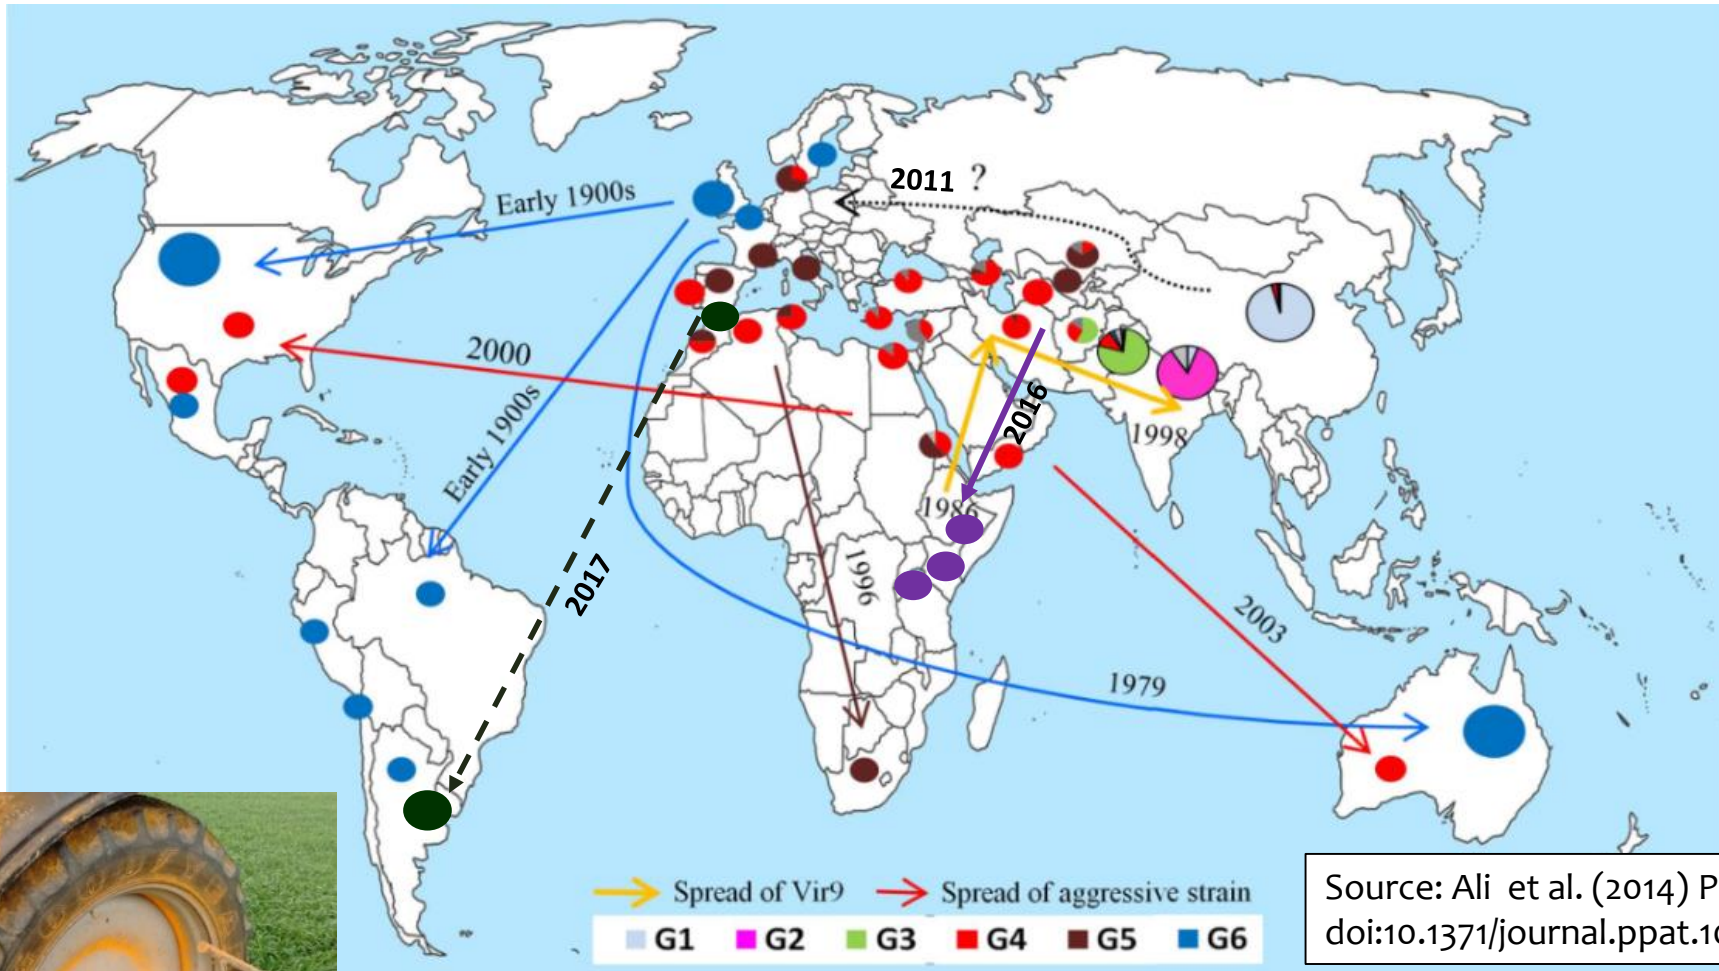 2011 ?
Early 1900s
2000
Early 1900s
2016
1998
1986
2017
1996
2003
1979
Spread of Vir9 Spread of aggressive strain
G1 G2 G3 G4 G5 G6
Source: Ali et al. (2014) P
doi:10.1371/journal.ppat.10